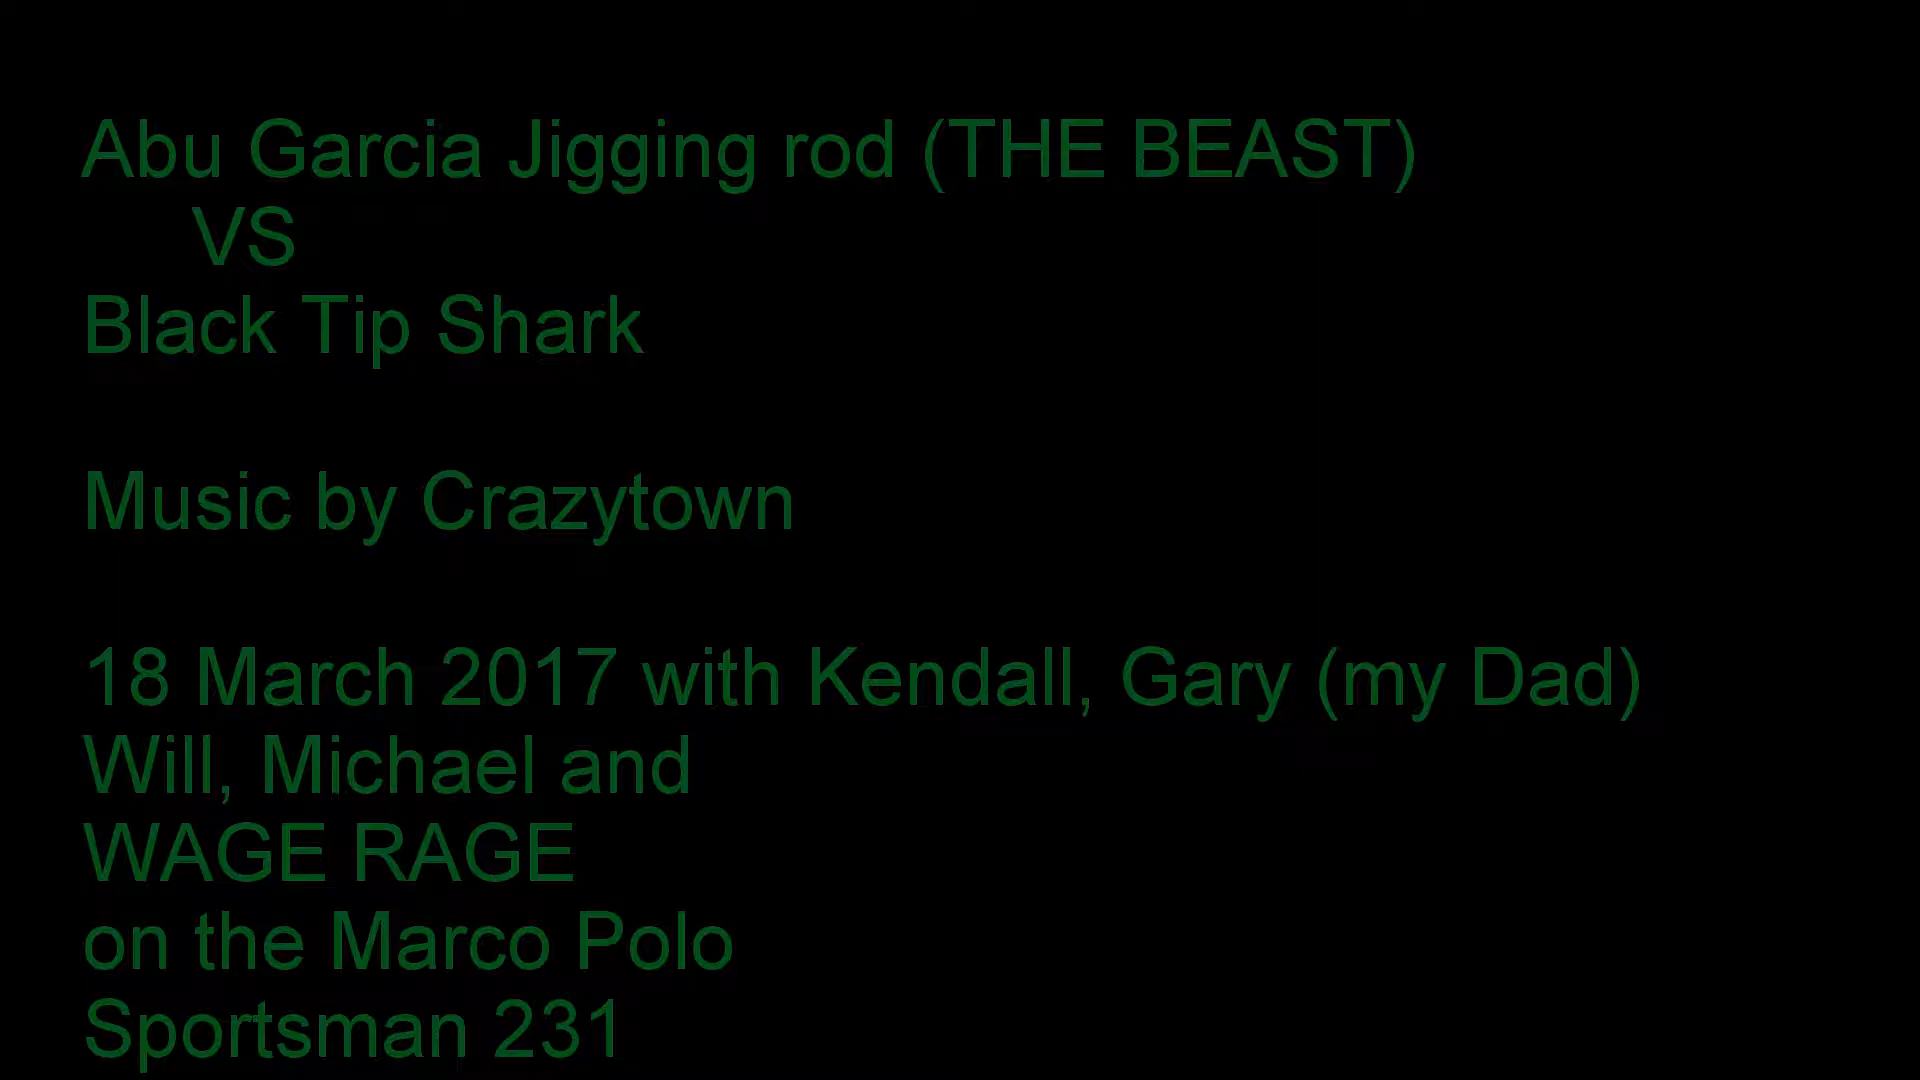 Abu Garcia Jigging rod (THE BEAST)
VS
Black Tip Shark
Music by Crazytown
18 March 2017 with Kendall, Gary (my Dad)
Will, Michael and
WAGE RAGE
on the Marco Polo
Sportsman 231